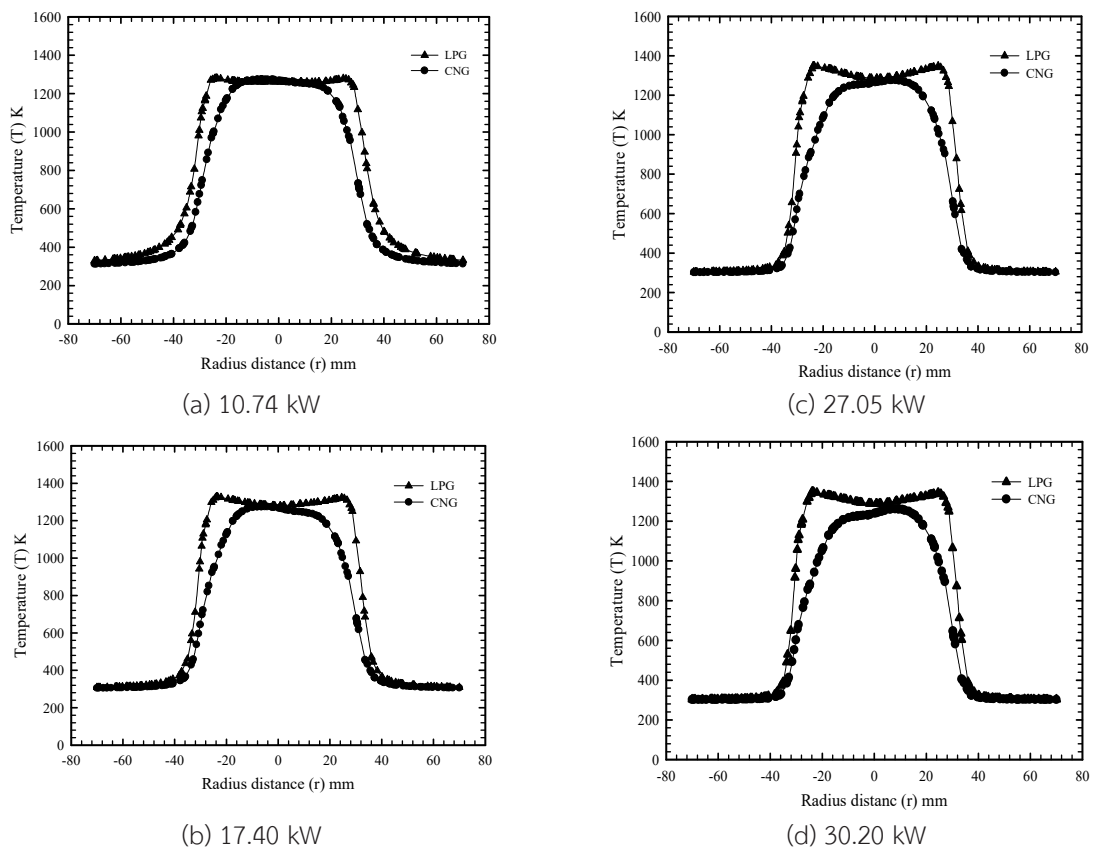 1600
1400
1200
1000
800
600
400
200
0
Temperature (T) K
LPG
CNG
-80 -60 -40 -20 0 20 40 60 80
Radius distance (r) mm
(a) 10.74 kW
1600
1400
1200
1000
800
600
400
200
0
Temperature (T) K
LPG
CNG
-80 -60 -40 -20 0 20 40 60 80
Radius distance (r) mm
(c) 27.05 kW
1600
1400
1200
1000
800
600
400
200
0
Temperature (T) K
LPG
CNG
-80 -60 -40 -20 0 20 40 60 80
Radius distance (r) mm
(b) 17.40 kW
1600
1400
1200
1000
800
600
400
200
0
Temperature (T) K
LPG
CNG
-80 -60 -40 -20 0 20 40 60 80
Radius distanc (r) mm
(d) 30.20 kW